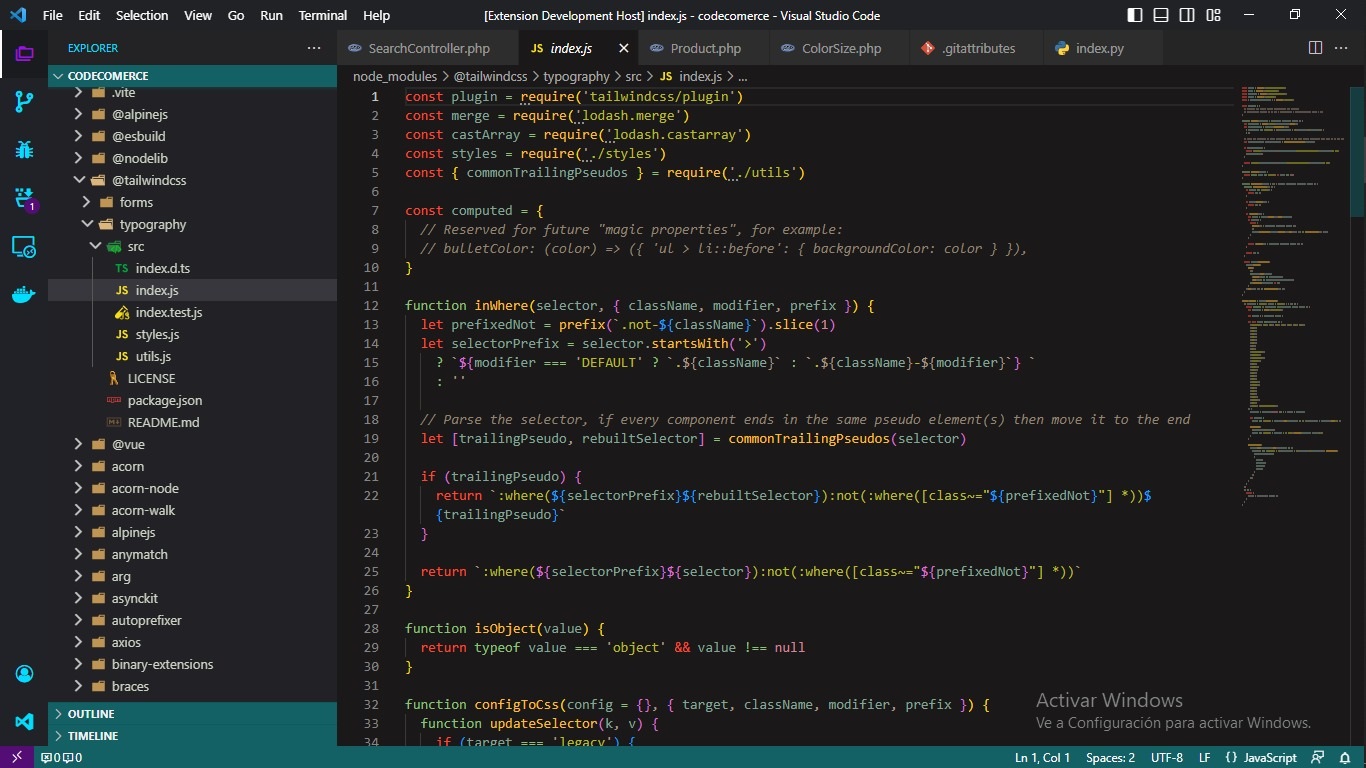 File Edit Selection View Go Run Terminal Help [Extension Development Host] index.js - codecomerce - Visual Studio Code
EXPLORER
SearchController.php JS index.js Product.php ColorSize.php .gitattributes index.py
CODECOMERCE
node_modules > @tailwindcss > typography > src > JS index.js > ...
.vite
@alpinejs
@esbuild
@nodelib
@tailwindcss
forms
typography
src
TS index.d.ts
JS index.js
index.test.js
JS styles.js
JS utils.js
LICENSE
package.json
README.md
@vue
acorn
acorn-node
acorn-walk
alpinejs
anymatch
arg
asynckit
autoprefixer
axios
binary-extensions
braces
OUTLINE
TIMELINE
1
1 const plugin = require('tailwindcss/plugin')
2 const merge = require('lodash.merge')
3 const castArray = require('lodash.castarray')
4 const styles = require('./styles')
5 const { commonTrailingPseudos } = require('./utils')
6
7 const computed = {
8 // Reserved for future "magic properties", for example:
9 // bulletColor: (color) => ({ 'ul > li::before': { backgroundColor: color } }),
10 }
11
12 function inWhere(selector, { className, modifier, prefix }) {
13 let prefixedNot = prefix(`.not-${className}`).slice(1)
14 let selectorPrefix = selector.startsWith('>')
15 ? `${modifier === 'DEFAULT' ? `.${className}` : `.${className}-${modifier}`} `
16 : ''
17
18 // Parse the selector, if every component ends in the same pseudo element(s) then move it to the end
19 let [trailingPseudo, rebuiltSelector] = commonTrailingPseudos(selector)
20
21 if (trailingPseudo) {
22 return `:where(${selectorPrefix}${rebuiltSelector}):not(:where([class~="${prefixedNot}"] *))$
{trailingPseudo}`
23 }
24
25 return `:where(${selectorPrefix}${selector}):not(:where([class~="${prefixedNot}"] *))`
26 }
27
28 function isObject(value) {
29 return typeof value === 'object' && value !== null
30 }
31
32 function configToCss(config = {}, { target, className, modifier, prefix }) {
33 function updateSelector(k, v) {
34 if (target === 'legacy') {
Activar Windows
Ve a Configuración para activar Windows.
0 0 Ln 1, Col 1 Spaces: 2 UTF-8 LF {} JavaScript